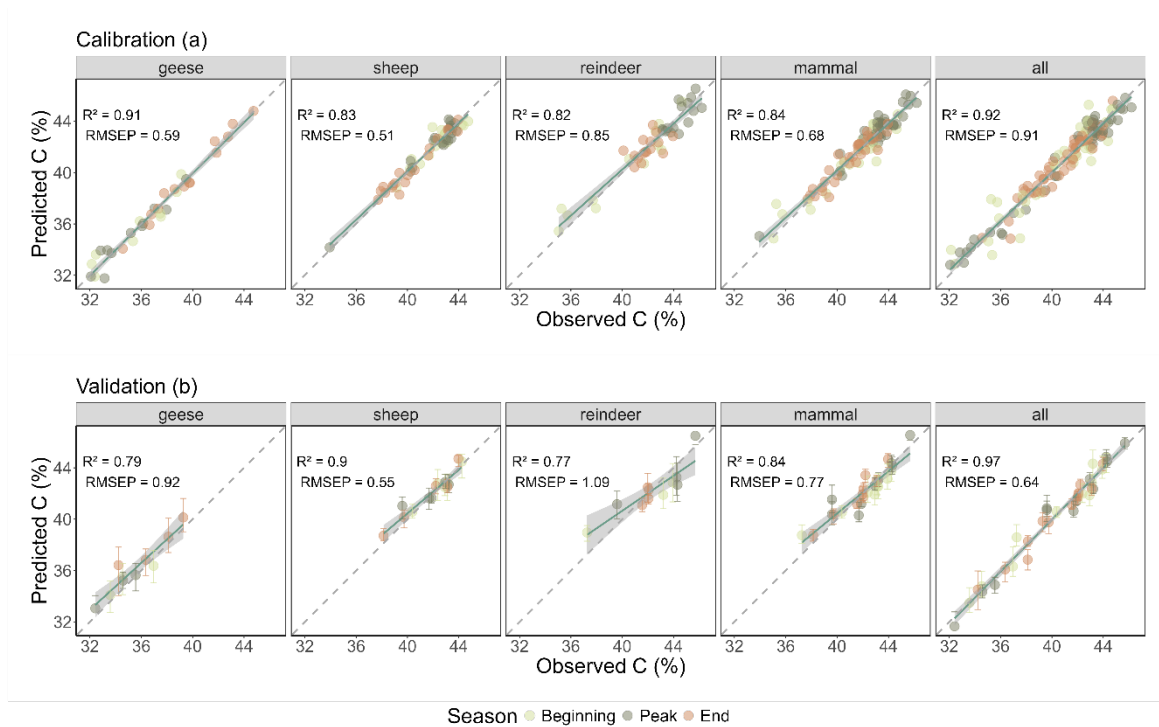 Calibration (a)
geese sheep reindeer mammal all
R² = 0.91 R² = 0.83 R² = 0.82 R² = 0.84 R² = 0.92
RMSEP = 0.59 RMSEP = 0.51 RMSEP = 0.85 RMSEP = 0.68 RMSEP = 0.91
Predicted C (%)
44
40
36
32
32 36 40 44 32 36 40 44 32 36 40 44 32 36 40 44 32 36 40 44
Observed C (%)
Validation (b)
geese sheep reindeer mammal all
R² = 0.79 R² = 0.9 R² = 0.77 R² = 0.84 R² = 0.97
RMSEP = 0.92 RMSEP = 0.55 RMSEP = 1.09 RMSEP = 0.77 RMSEP = 0.64
Predicted C (%)
44
40
36
32
32 36 40 44 32 36 40 44 32 36 40 44 32 36 40 44 32 36 40 44
Observed C (%)
Season Beginning Peak End